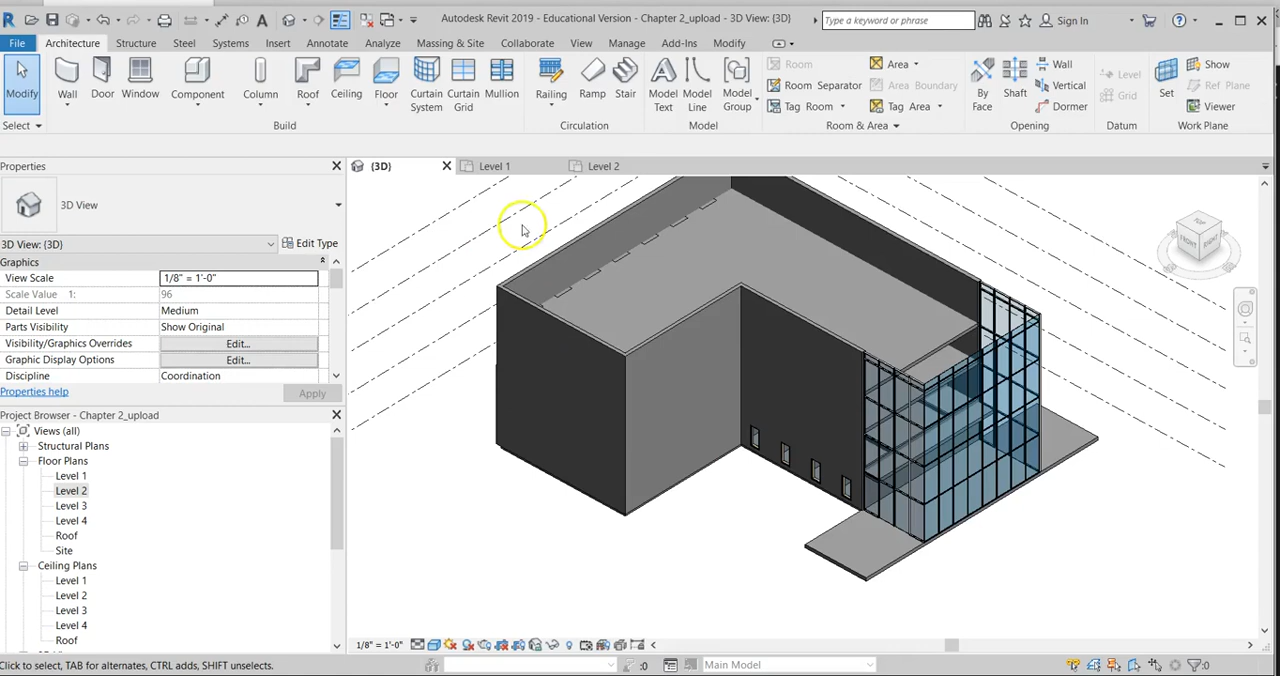 Autodesk Revit 2019 - Educational Version - Chapter 2_upload - 3D View: {3D}
Type a keyword or phrase
Sign In
File Architecture Structure Steel Systems Insert Annotate Analyze Massing & Site Collaborate View Manage Add-Ins Modify
Modify Wall Door Window Component Column Roof Ceiling Floor Curtain System Curtain Grid Mullion Railing Ramp Stair Model Text Model Line Model Group
Room Area
Room Separator Area Boundary
Tag Room Tag Area
By Face Shaft Wall Vertical Dormer
Level Grid
Set Show Ref Plane Viewer
Select Build Circulation Model Room & Area Opening Datum Work Plane
Properties
{3D} Level 1 Level 2
3D View
3D View: {3D} Edit Type
Graphics
View Scale 1/8" = 1'-0"
Scale Value 1: 96
Detail Level Medium
Parts Visibility Show Original
Visibility/Graphics Overrides Edit...
Graphic Display Options Edit...
Discipline Coordination
Properties help Apply
Project Browser - Chapter 2_upload
Views (all)
Structural Plans
Floor Plans
Level 1
Level 2
Level 3
Level 4
Roof
Site
Ceiling Plans
Level 1
Level 2
Level 3
Level 4
Roof
TOP
FRONT RIGHT
1/8" = 1'-0"
Click to select, TAB for alternates, CTRL adds, SHIFT unselects.
:0 Main Model :0